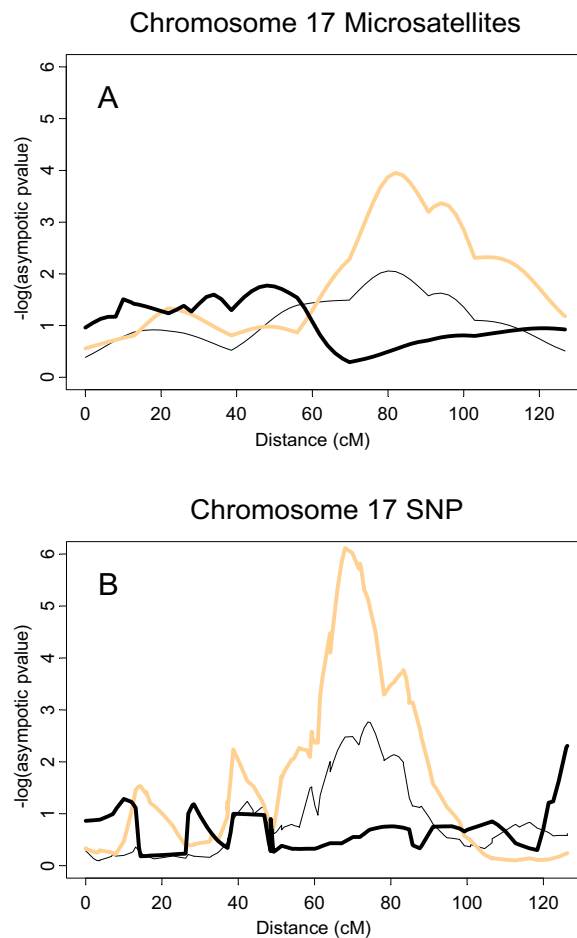 Chromosome 17 Microsatellites
A
6
5
4
3
2
1
0
-log(asympotic pvalue)
0 20 40 60 80 100 120
Distance (cM)
Chromosome 17 SNP
B
6
5
4
3
2
1
0
-log(asympotic pvalue)
0 20 40 60 80 100 120
Distance (cM)